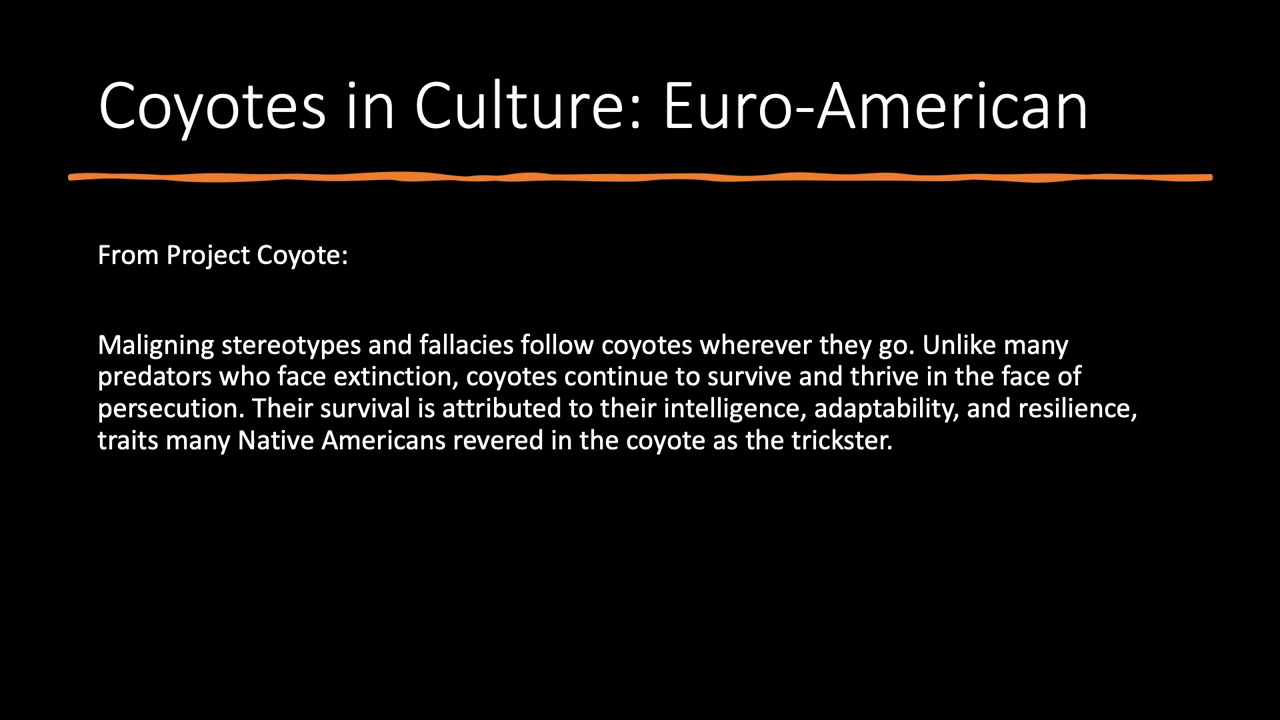 Coyotes in Culture: Euro-American
From Project Coyote:
Maligning stereotypes and fallacies follow coyotes wherever they go. Unlike many
predators who face extinction, coyotes continue to survive and thrive in the face of
persecution. Their survival is attributed to their intelligence, adaptability, and resilience,
traits many Native Americans revered in the coyote as the trickster.